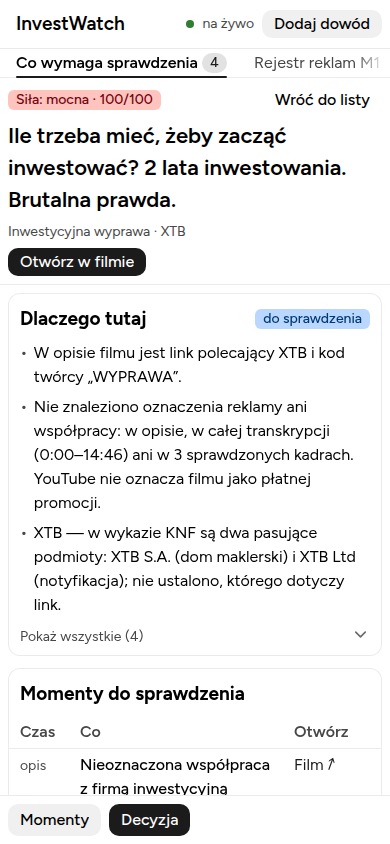 InvestWatch
na żywo
Dodaj dowód
Co wymaga sprawdzenia 4
Rejestr reklam M1
Siła: mocna · 100/100
Wróć do listy
Ile trzeba mieć, żeby zacząć
inwestować? 2 lata inwestowania.
Brutalna prawda.
Inwestycyjna wyprawa · XTB
Otwórz w filmie
Dlaczego tutaj
do sprawdzenia
• W opisie filmu jest link polecający XTB i kod
twórcy „WYPRAWA”.
• Nie znaleziono oznaczenia reklamy ani
współpracy: w opisie, w całej transkrypcji
(0:00–14:46) ani w 3 sprawdzonych kadrach.
YouTube nie oznacza filmu jako płatnej
promocji.
• XTB — w wykazie KNF są dwa pasujące
podmioty: XTB S.A. (dom maklerski) i XTB Ltd
(notyfikacja); nie ustalono, którego dotyczy
link.
Pokaż wszystkie (4)
Momenty do sprawdzenia
Czas Co Otwórz
opis Nieoznaczona współpraca Film ↗
z firmą inwestycyjną
Momenty
Decyzja